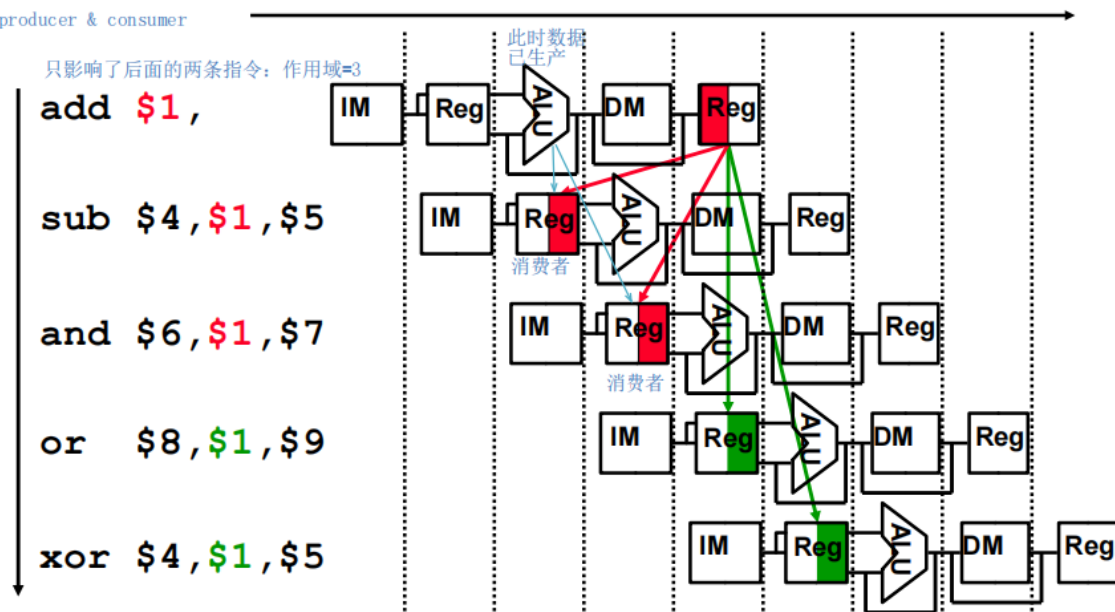 producer & consumer
此时数据
已生产
只影响了后面的两条指令：作用域=3
add $1,
IM Reg ALU DM Reg
sub $4,$1,$5
IM Reg ALU DM Reg
消费者
and $6,$1,$7
IM Reg ALU DM Reg
消费者
or $8,$1,$9
IM Reg ALU DM Reg
xor $4,$1,$5
IM Reg ALU DM Reg